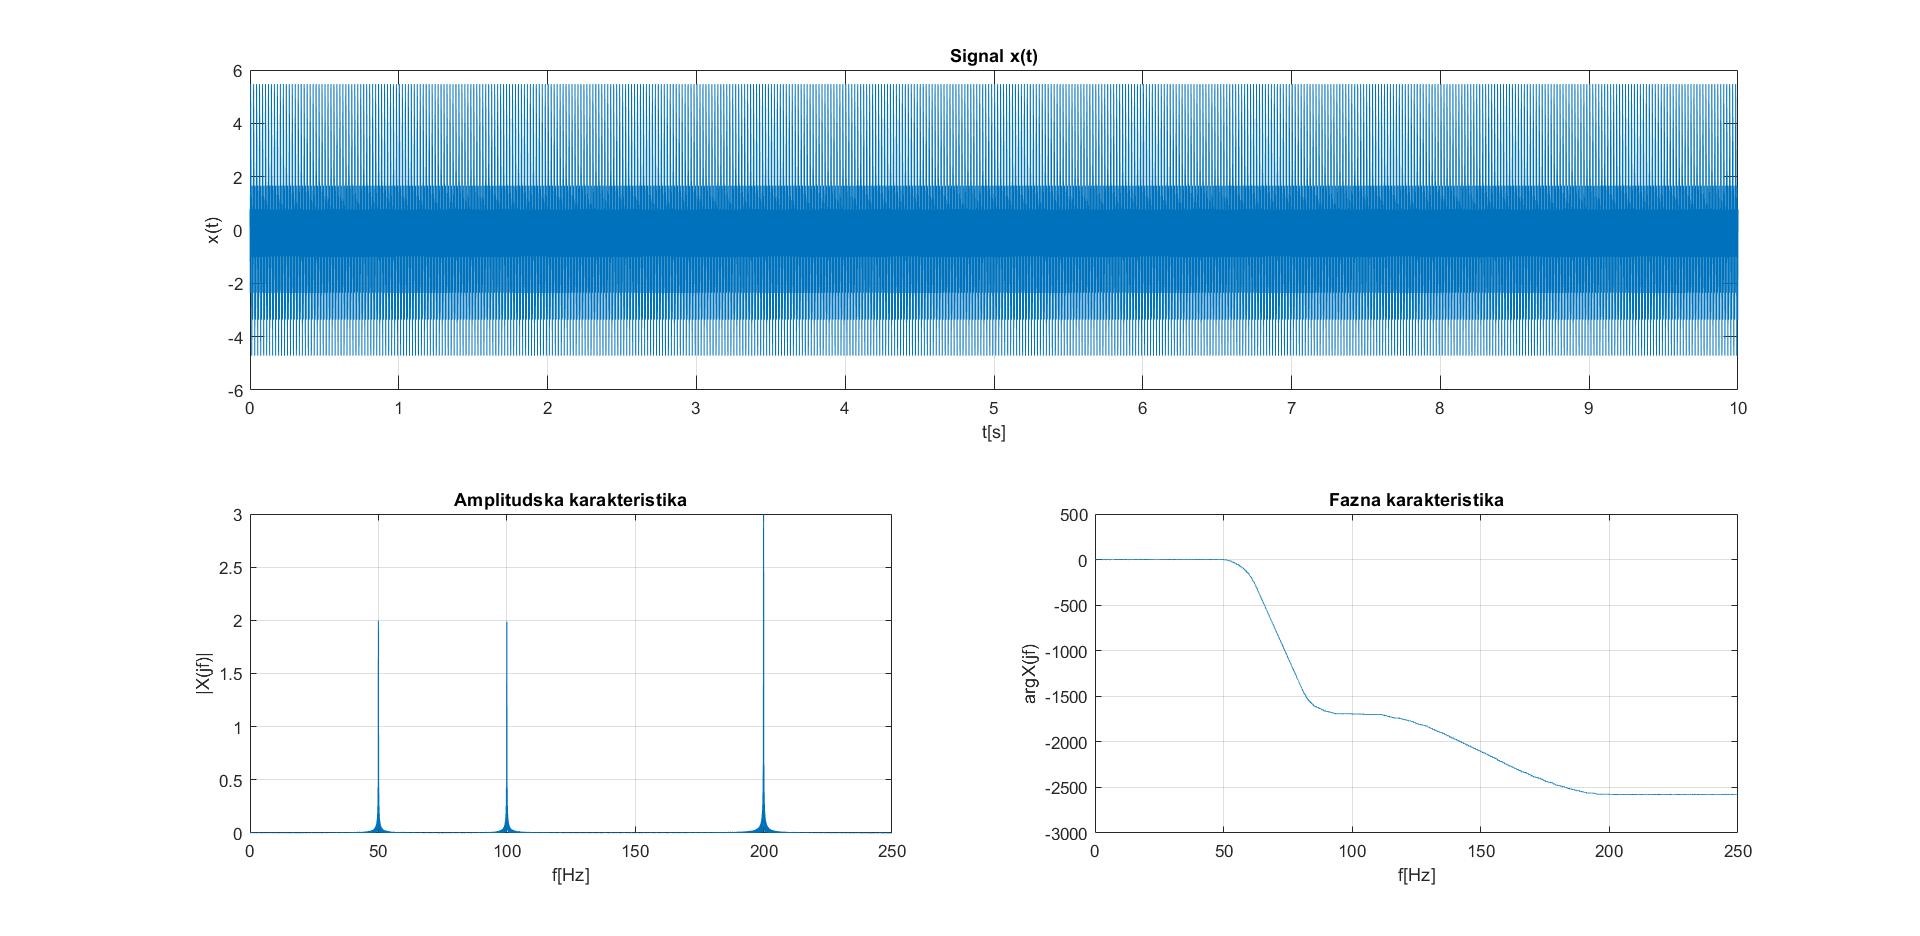 Signal x(t)
6
4
2
0
-2
-4
-6
x(t)
0 1 2 3 4 5 6 7 8 9 10
t[s]
Amplitudska karakteristika
3
2.5
2
1.5
1
0.5
0
|X(jf)|
0 50 100 150 200 250
f[Hz]
Fazna karakteristika
500
0
-500
-1000
-1500
-2000
-2500
-3000
argX(jf)
0 50 100 150 200 250
f[Hz]